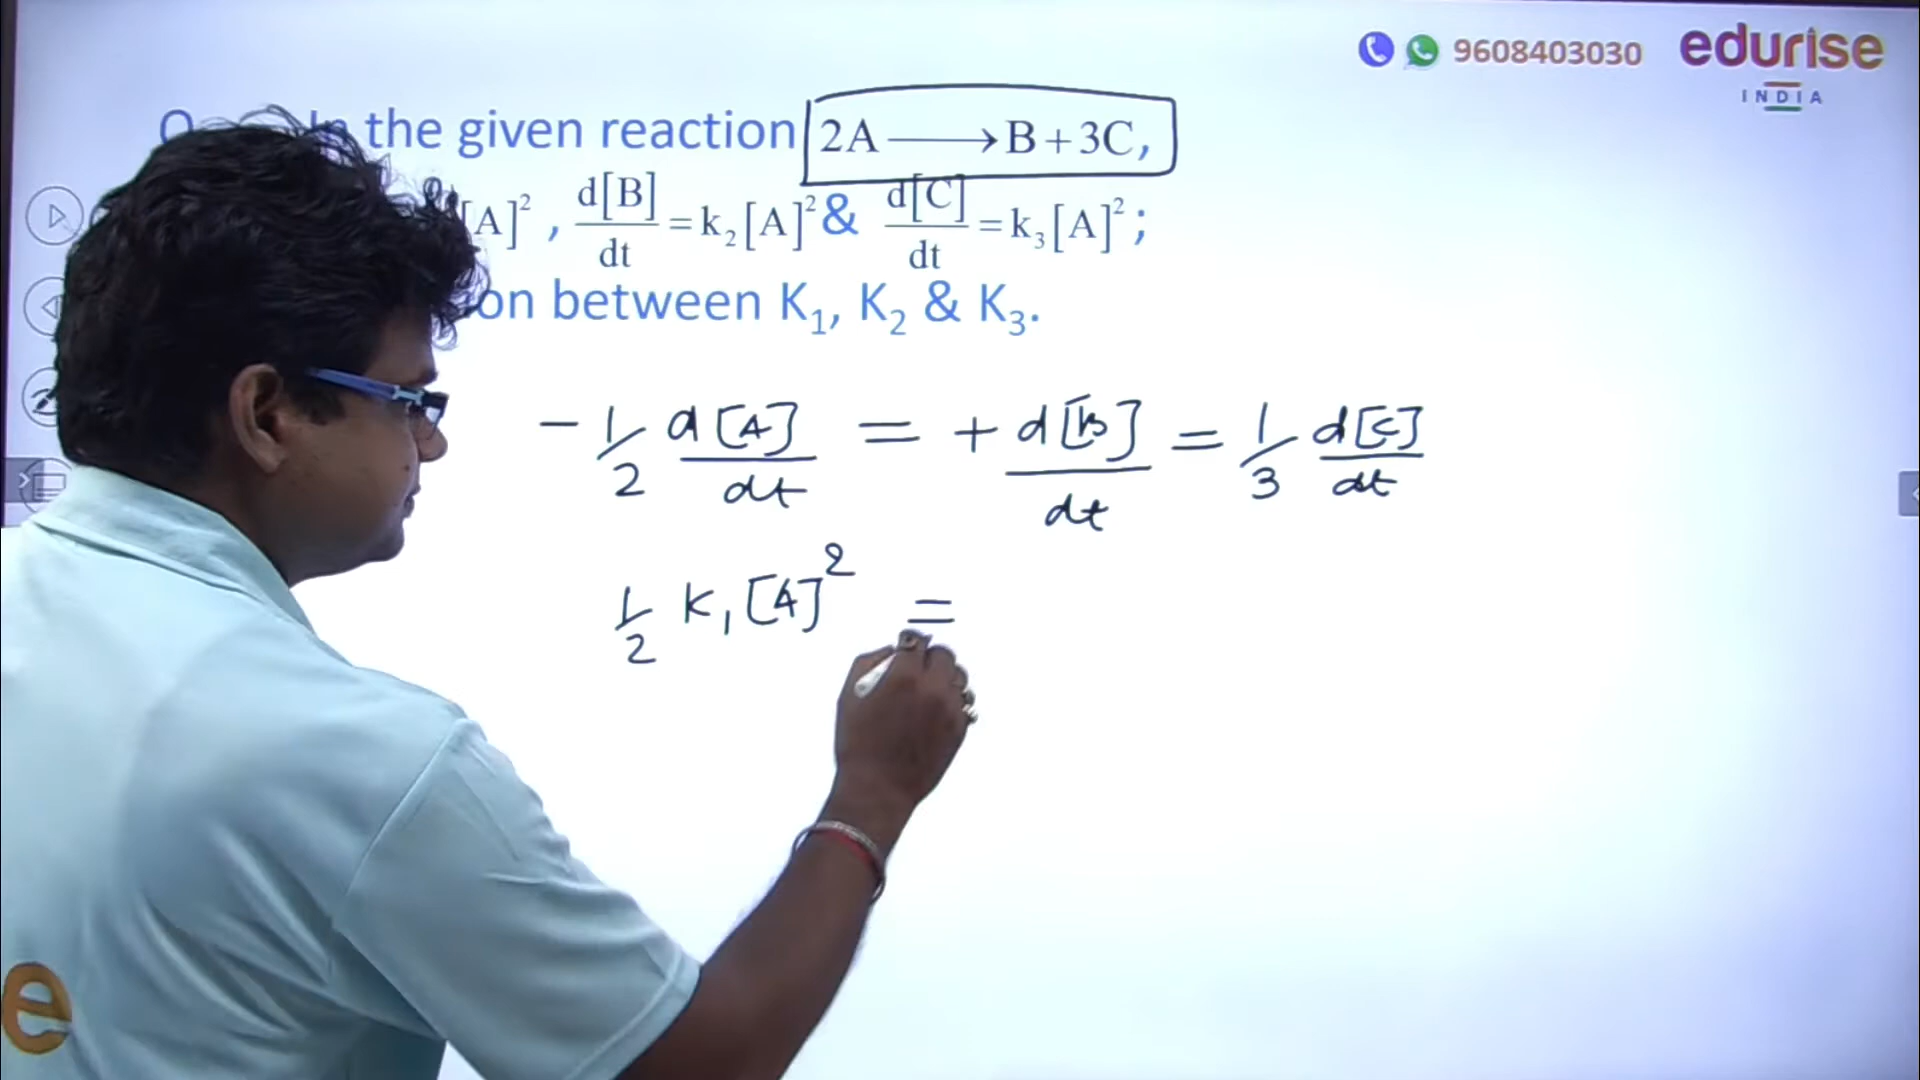 9608403030 edurise
INDIA
the given reaction 2A ⟶ B + 3C,
[A]², d[B]/dt = k₂[A]² & d[C]/dt = k₃[A]²;
on between K₁, K₂ & K₃.
- 1/2 d[A]/dt = + d[B]/dt = 1/3 d[C]/dt
1/2 K₁[A]² =
e